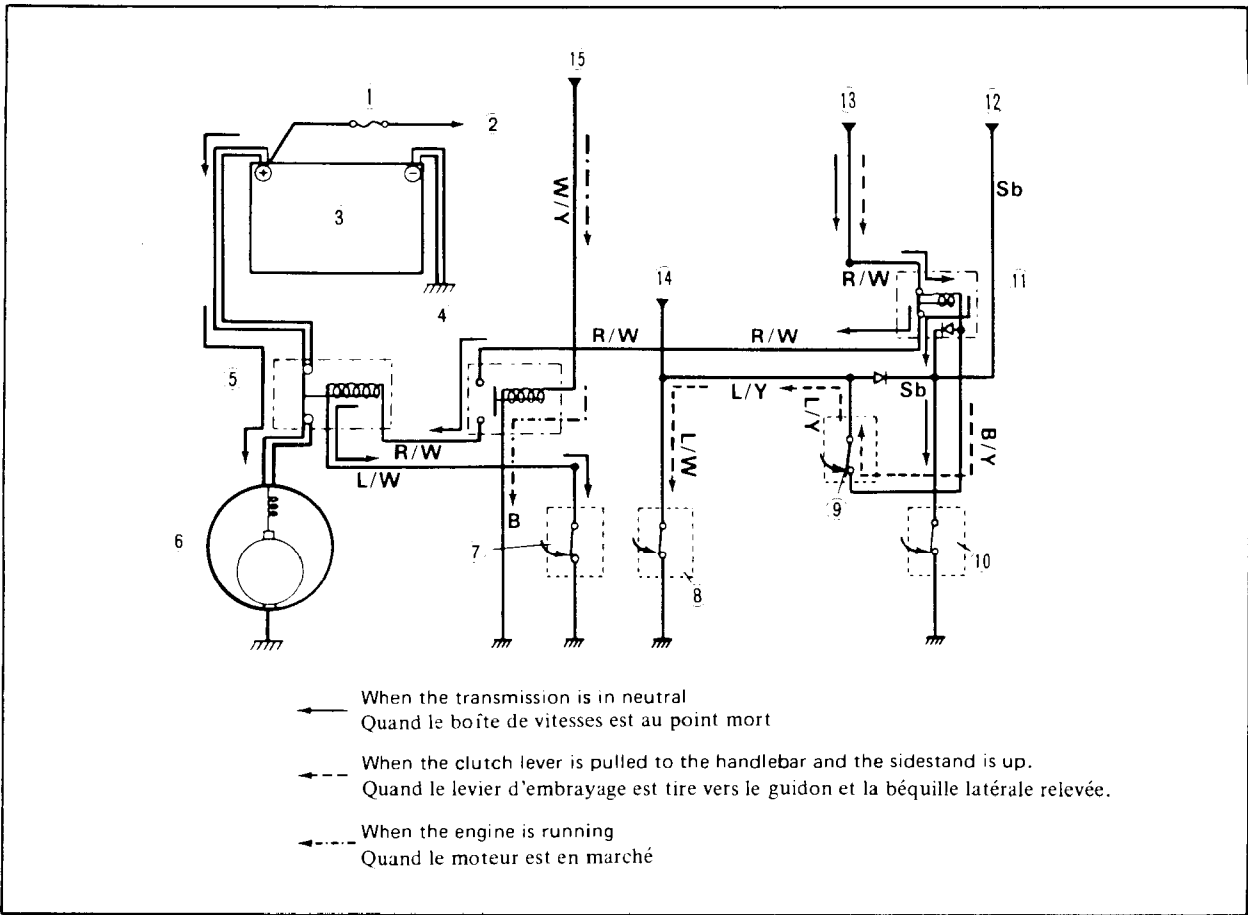 15
1
2
13
12
3
W/Y
Sb
4
14
R/W
11
R/W
R/W
5
L/Y
Sb
L/Y
L/W
B/Y
R/W
L/W
9
B
6
7
8
10
When the transmission is in neutral
Quand le boîte de vitesses est au point mort
When the clutch lever is pulled to the handlebar and the sidestand is up.
Quand le levier d'embrayage est tire vers le guidon et la béquille latérale relevée.
When the engine is running
Quand le moteur est en marché